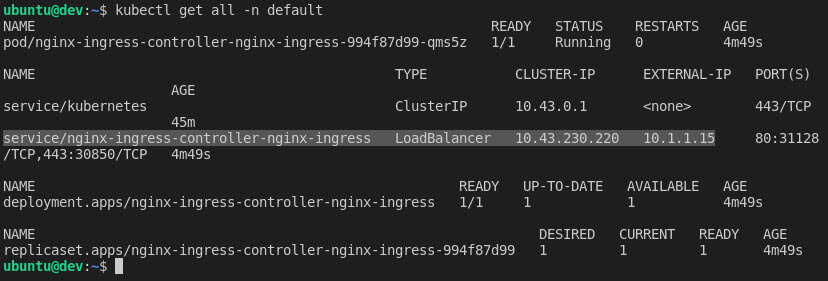 ubuntu@dev:~$ kubectl get all -n default
NAME READY STATUS RESTARTS AGE
pod/nginx-ingress-controller-nginx-ingress-994f87d99-qms5z 1/1 Running 0 4m49s
NAME TYPE CLUSTER-IP EXTERNAL-IP PORT(S)
AGE
service/kubernetes ClusterIP 10.43.0.1 <none> 443/TCP
45m
service/nginx-ingress-controller-nginx-ingress LoadBalancer 10.43.230.220 10.1.1.15 80:31128
/TCP,443:30850/TCP 4m49s
NAME READY UP-TO-DATE AVAILABLE AGE
deployment.apps/nginx-ingress-controller-nginx-ingress 1/1 1 1 4m49s
NAME DESIRED CURRENT READY AGE
replicaset.apps/nginx-ingress-controller-nginx-ingress-994f87d99 1 1 1 4m49s
ubuntu@dev:~$